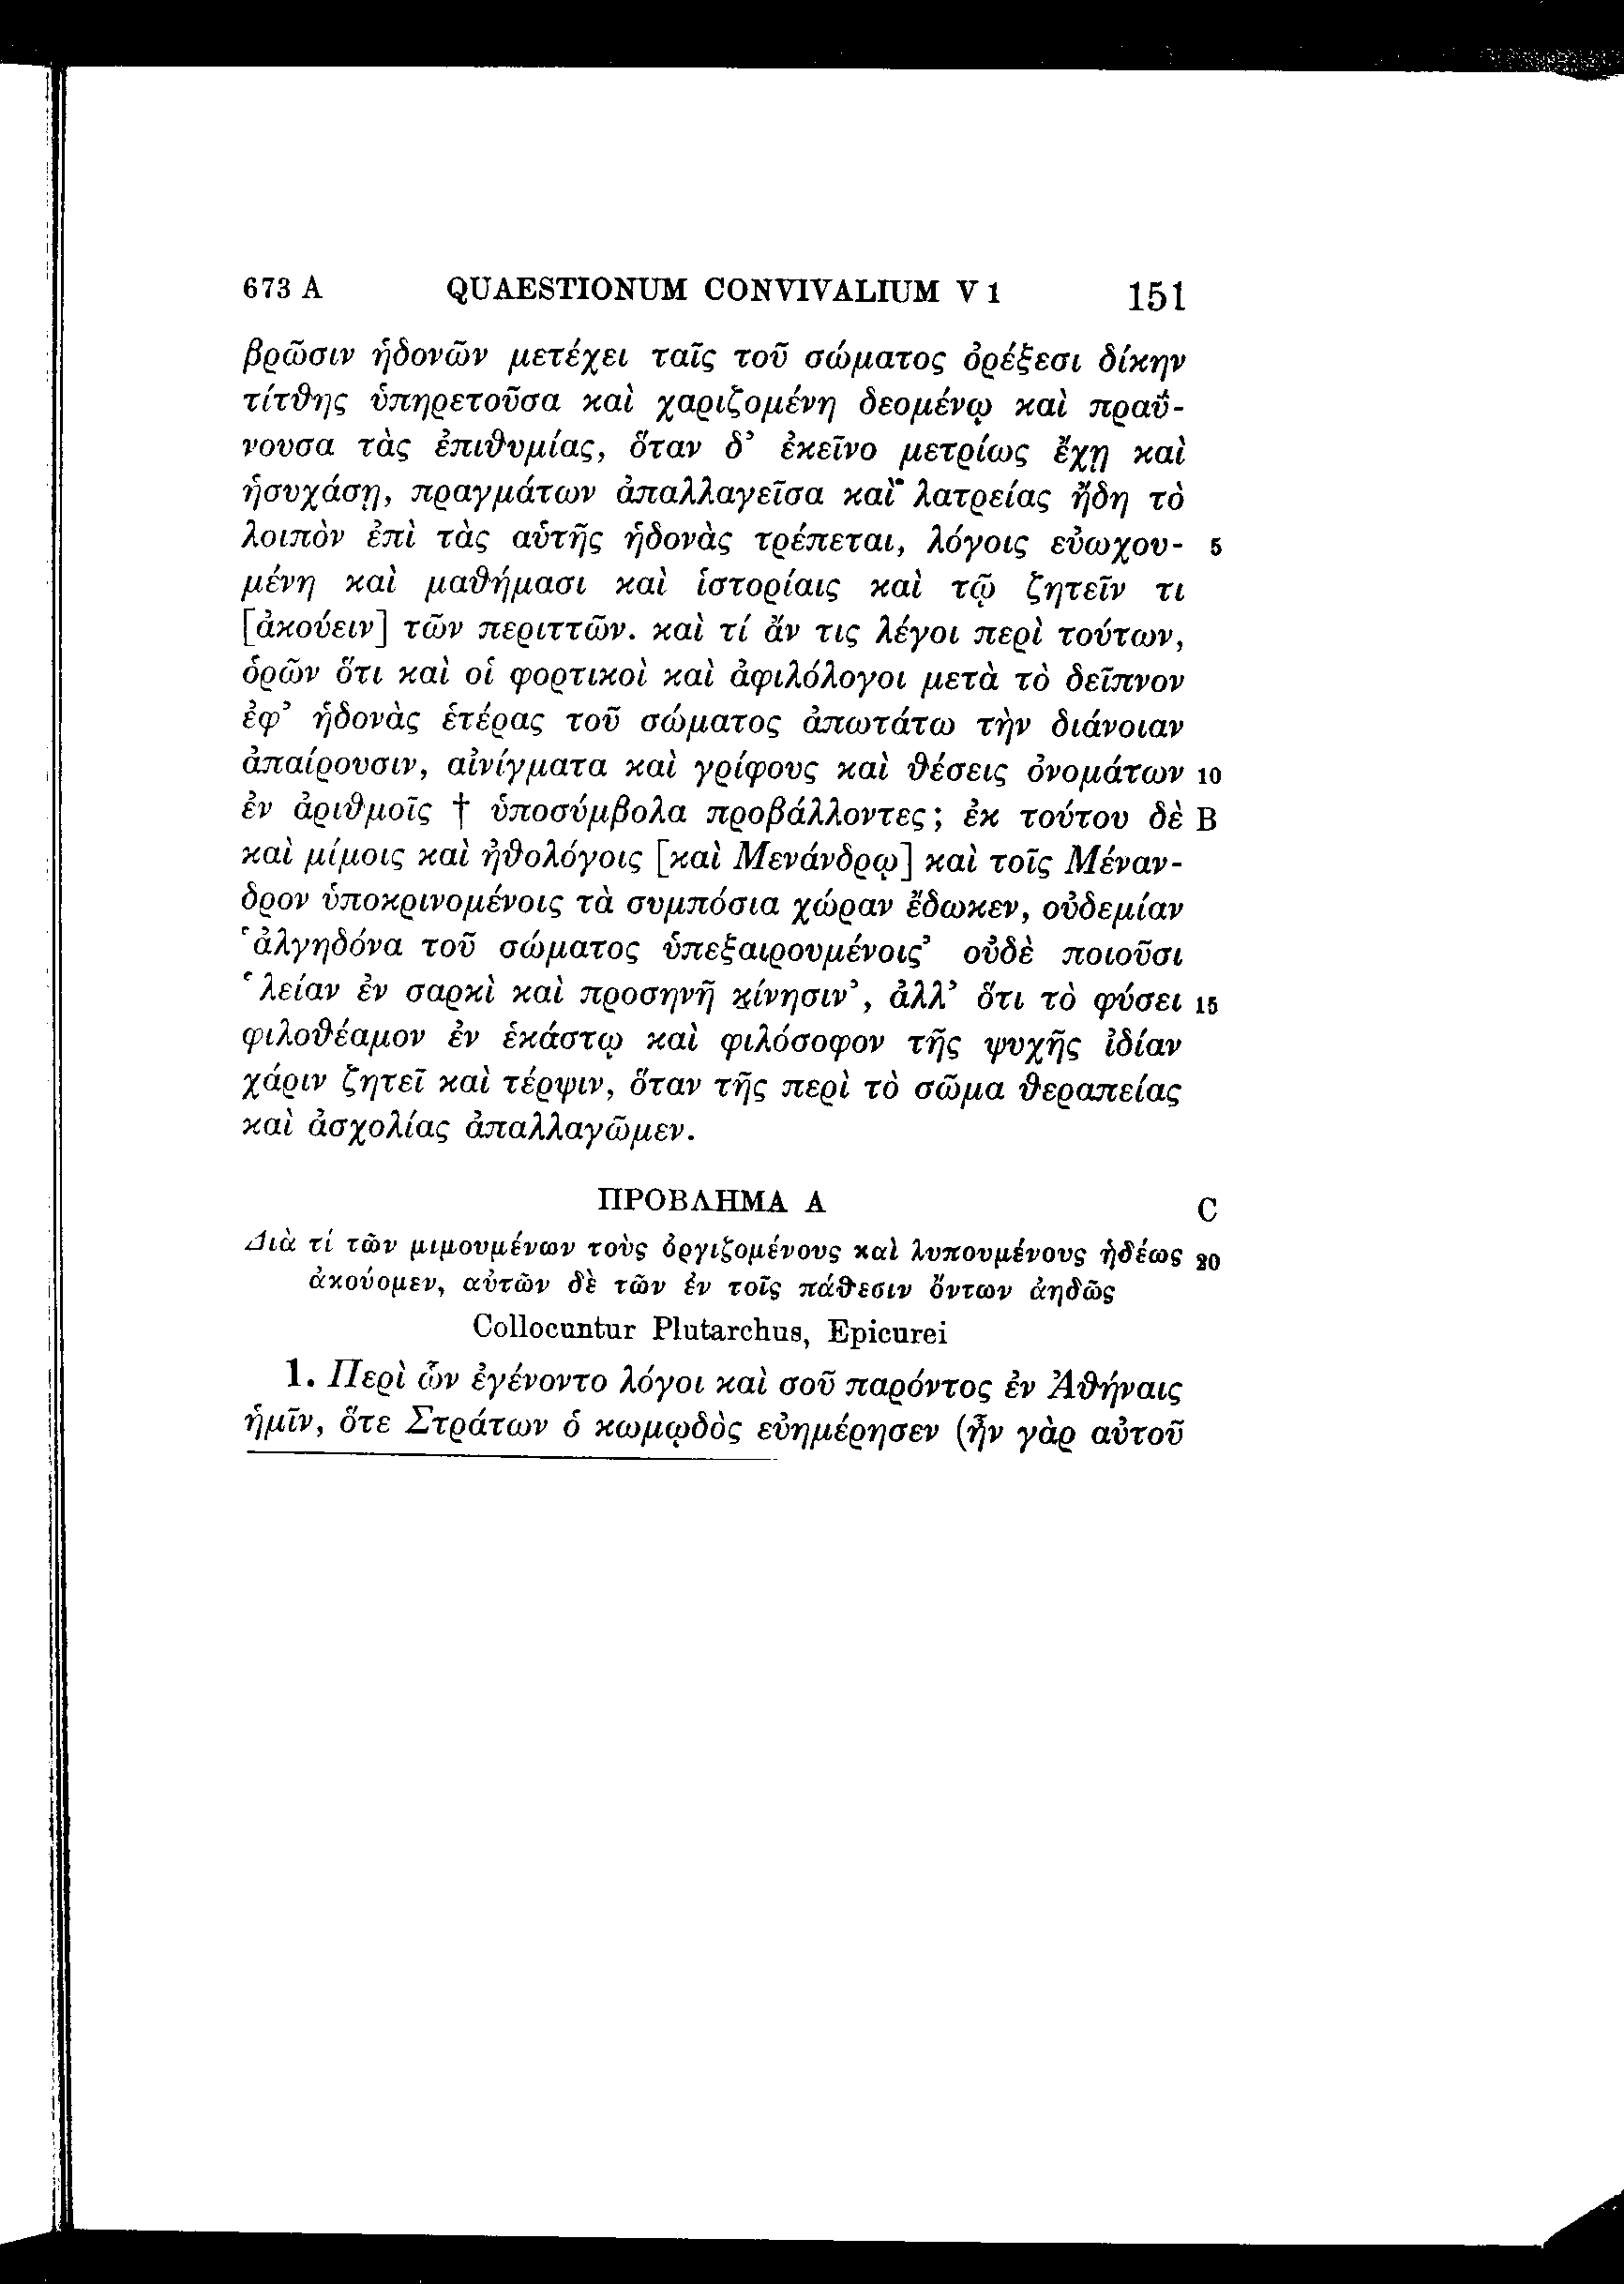 673 A QUAESTIONUM CONVIVALIUM V 1 151
βρῶσιν ἡδονῶν μετέχει ταῖς τοῦ σώματος ὀρέξεσι δίκην
τίτθης ὑπηρετοῦσα καὶ χαριζομένη δεομένῳ καὶ πραΰ-
νουσα τὰς ἐπιθυμίας, ὅταν δ’ ἐκεῖνο μετρίως ἔχῃ καὶ
ἡσυχάσῃ, πραγμάτων ἀπαλλαγεῖσα καὶ λατρείας ἤδη τὸ
λοιπὸν ἐπὶ τὰς αὑτῆς ἡδονὰς τρέπεται, λόγοις εὐωχου- 5
μένη καὶ μαθήμασι καὶ ἱστορίαις καὶ τῷ ζητεῖν τι
[ἀκούειν] τῶν περιττῶν. καὶ τί ἄν τις λέγοι περὶ τούτων,
ὁρῶν ὅτι καὶ οἱ φορτικοὶ καὶ ἀφιλόλογοι μετὰ τὸ δεῖπνον
ἐφ’ ἡδονὰς ἑτέρας τοῦ σώματος ἀπωτάτω τὴν διάνοιαν
ἀπαίρουσιν, αἰνίγματα καὶ γρίφους καὶ θέσεις ὀνομάτων 10
ἐν ἀριθμοῖς † ὑποσύμβολα προβάλλοντες; ἐκ τούτου δὲ B
καὶ μίμοις καὶ ἠθολόγοις [καὶ Μενάνδρῳ] καὶ τοῖς Μέναν-
δρον ὑποκρινομένοις τὰ συμπόσια χώραν ἔδωκεν, οὐδεμίαν
‘ἀλγηδόνα τοῦ σώματος ὑπεξαιρουμένοις’ οὐδὲ ποιοῦσι
‘λείαν ἐν σαρκὶ καὶ προσηνῆ κίνησιν’, ἀλλ’ ὅτι τὸ φύσει 15
φιλοθέαμον ἐν ἑκάστῳ καὶ φιλόσοφον τῆς ψυχῆς ἰδίαν
χάριν ζητεῖ καὶ τέρψιν, ὅταν τῆς περὶ τὸ σῶμα θεραπείας
καὶ ἀσχολίας ἀπαλλαγῶμεν.
ΠΡΟΒΛΗΜΑ Α C
Διὰ τί τῶν μιμουμένων τοὺς ὀργιζομένους καὶ λυπουμένους ἡδέως 20
ἀκούομεν, αὐτῶν δὲ τῶν ἐν τοῖς πάθεσιν ὄντων ἀηδῶς
Collocuntur Plutarchus, Epicurei
1. Περὶ ὧν ἐγένοντο λόγοι καὶ σοῦ παρόντος ἐν Ἀθήναις
ἡμῖν, ὅτε Στράτων ὁ κωμῳδὸς εὐημέρησεν (ἦν γὰρ αὐτοῦ